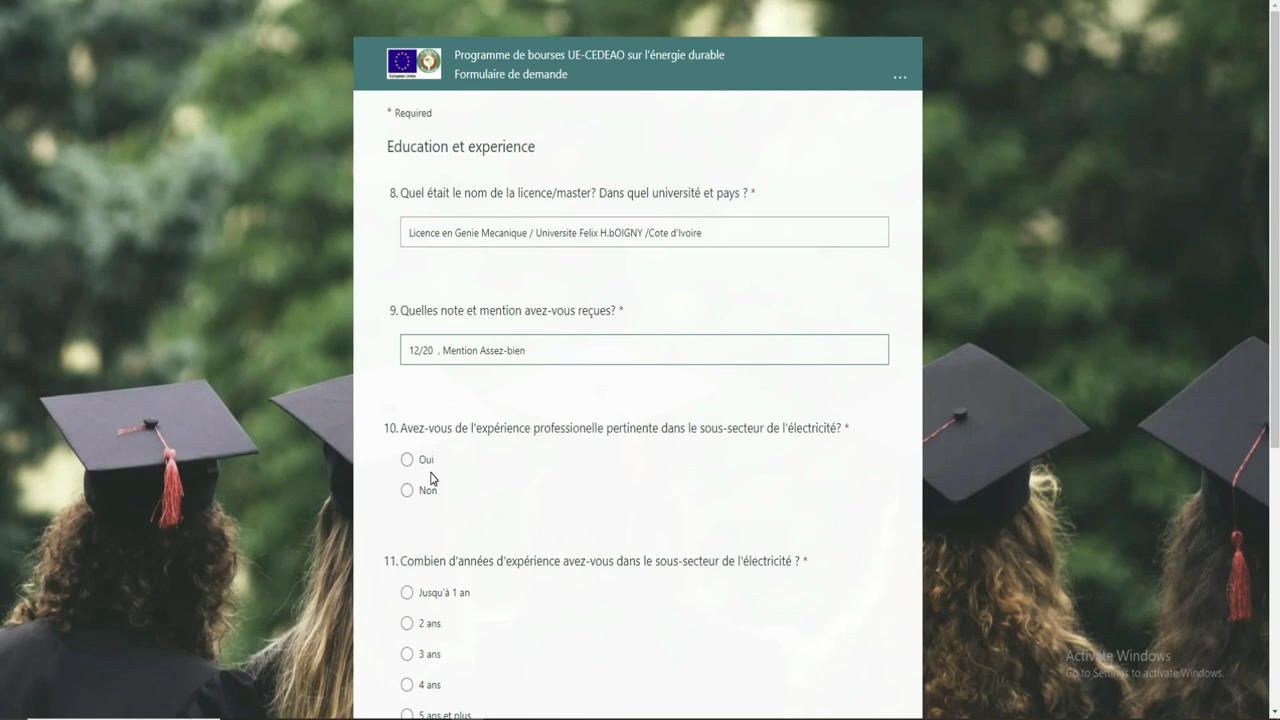 Programme de bourses UE-CEDEAO sur l'énergie durable
Formulaire de demande
...
European Union
* Required
Education et experience
8. Quel était le nom de la licence/master? Dans quel université et pays ? *
Licence en Genie Mecanique / Universite Felix H.bOIGNY /Cote d'Ivoire
9. Quelles note et mention avez-vous reçues? *
12/20 , Mention Assez-bien
10. Avez-vous de l'expérience professionelle pertinente dans le sous-secteur de l'électricité? *
Oui
Non
11. Combien d'années d'expérience avez-vous dans le sous-secteur de l'électricité ? *
Jusqu'à 1 an
2 ans
3 ans
4 ans
5 ans et plus
Activate Windows
Go to Settings to activate Windows.